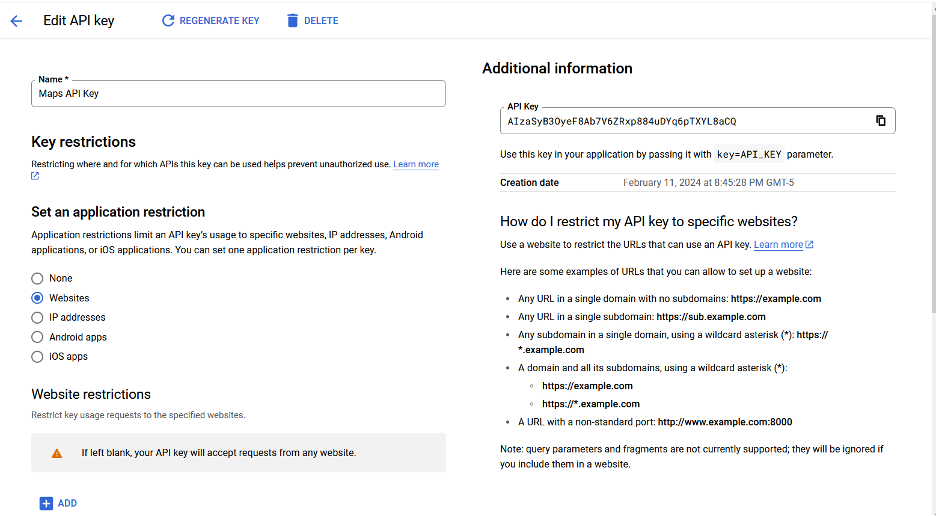 Edit API key
REGENERATE KEY
DELETE
Name *
Maps API Key
Key restrictions
Restricting where and for which APIs this key can be used helps prevent unauthorized use. Learn more
Set an application restriction
Application restrictions limit an API key's usage to specific websites, IP addresses, Android
applications, or iOS applications. You can set one application restriction per key.
None
Websites
IP addresses
Android apps
iOS apps
Website restrictions
Restrict key usage requests to the specified websites.
If left blank, your API key will accept requests from any website.
ADD
Additional information
API Key
AIzaSyB3OyeF8Ab7V6ZRxp884uDYq6pTXYL8aCQ
Use this key in your application by passing it with key=API_KEY parameter.
Creation date February 11, 2024 at 8:45:28 PM GMT-5
How do I restrict my API key to specific websites?
Use a website to restrict the URLs that can use an API key. Learn more
Here are some examples of URLs that you can allow to set up a website:
• Any URL in a single domain with no subdomains: https://example.com
• Any URL in a single subdomain: https://sub.example.com
• Any subdomain in a single domain, using a wildcard asterisk (*): https://
*.example.com
• A domain and all its subdomains, using a wildcard asterisk (*):
◦ https://example.com
◦ https://*.example.com
• A URL with a non-standard port: http://www.example.com:8000
Note: query parameters and fragments are not currently supported; they will be ignored if
you include them in a website.